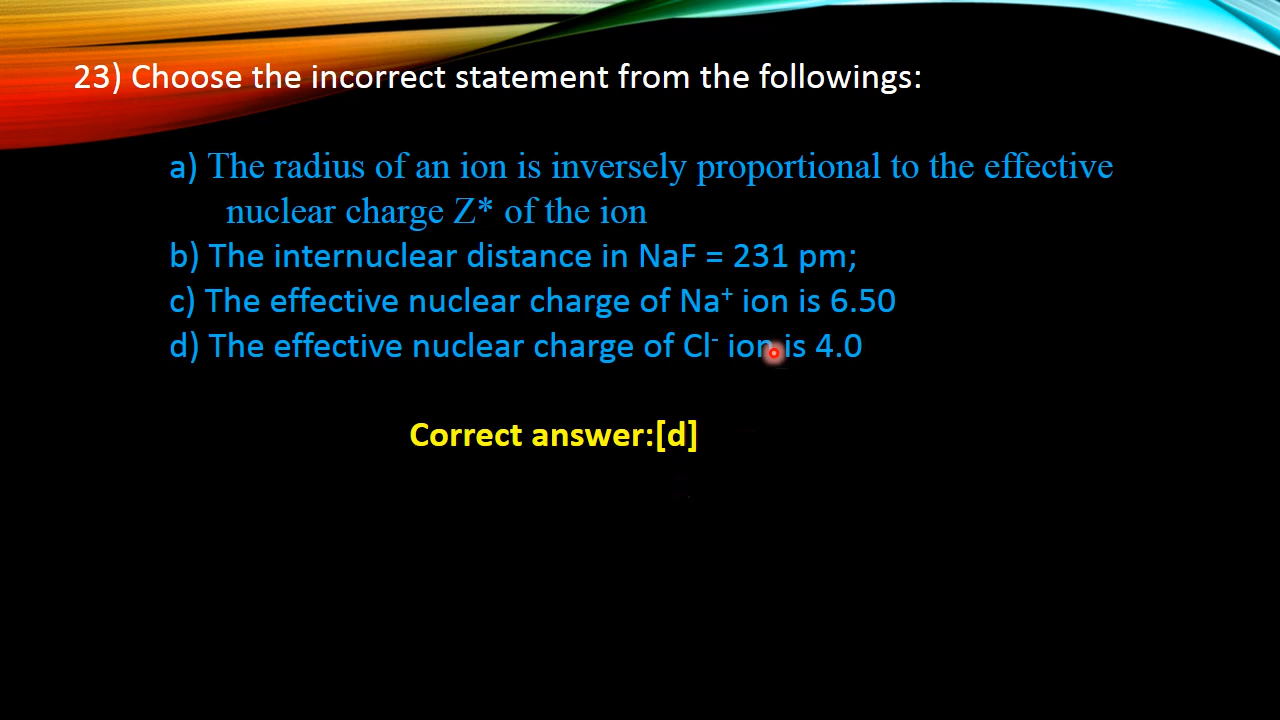 23) Choose the incorrect statement from the followings:
a) The radius of an ion is inversely proportional to the effective
nuclear charge Z* of the ion
b) The internuclear distance in NaF = 231 pm;
c) The effective nuclear charge of Na⁺ ion is 6.50
d) The effective nuclear charge of Cl⁻ ion is 4.0
Correct answer:[d]